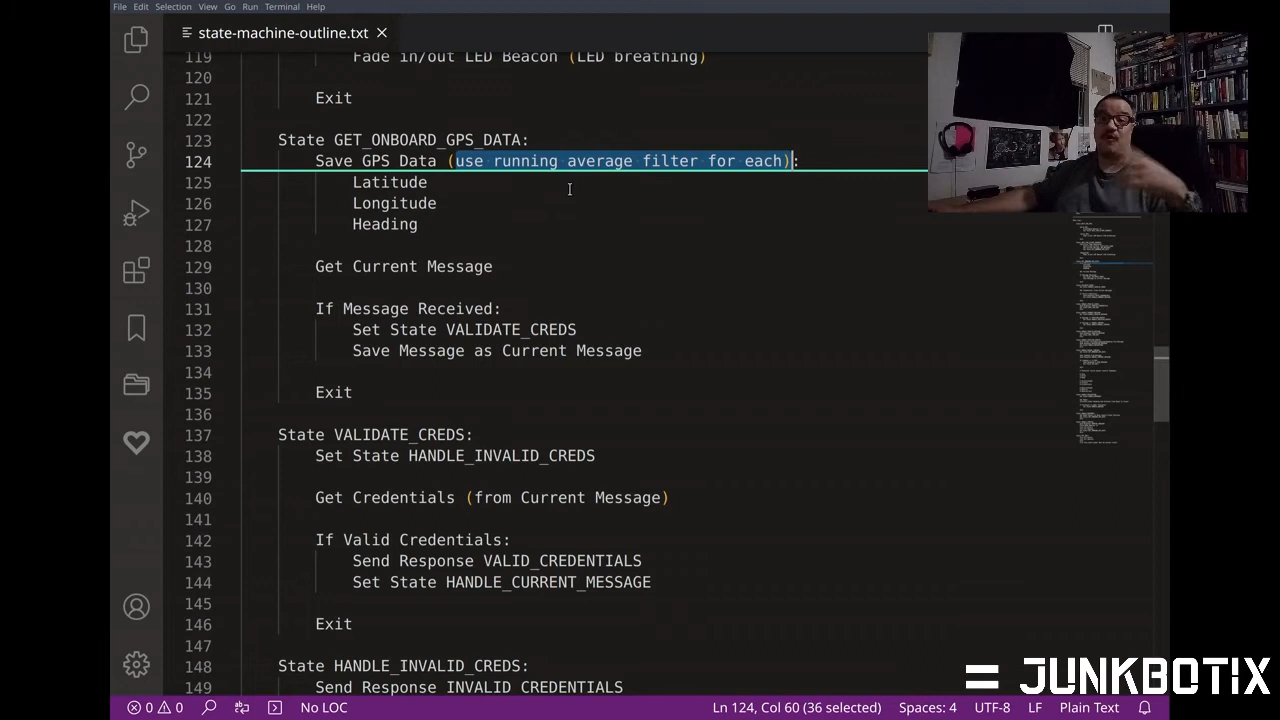 File Edit Selection View Go Run Terminal Help
state-machine-outline.txt
119 Fade in/out LED Beacon (LED breathing)
120
121 Exit
122
123 State GET_ONBOARD_GPS_DATA:
124 Save GPS Data (use running average filter for each):
125 Latitude
126 Longitude
127 Heading
128
129 Get Current Message
130
131 If Message Received:
132 Set State VALIDATE_CREDS
133 Save Message as Current Message
134
135 Exit
136
137 State VALIDATE_CREDS:
138 Set State HANDLE_INVALID_CREDS
139
140 Get Credentials (from Current Message)
141
142 If Valid Credentials:
143 Send Response VALID_CREDENTIALS
144 Set State HANDLE_CURRENT_MESSAGE
145
146 Exit
147
148 State HANDLE_INVALID_CREDS:
149 Send Response INVALID_CREDENTIALS
JUNKBOTIX
0 0 No LOC Ln 124, Col 60 (36 selected) Spaces: 4 UTF-8 LF Plain Text